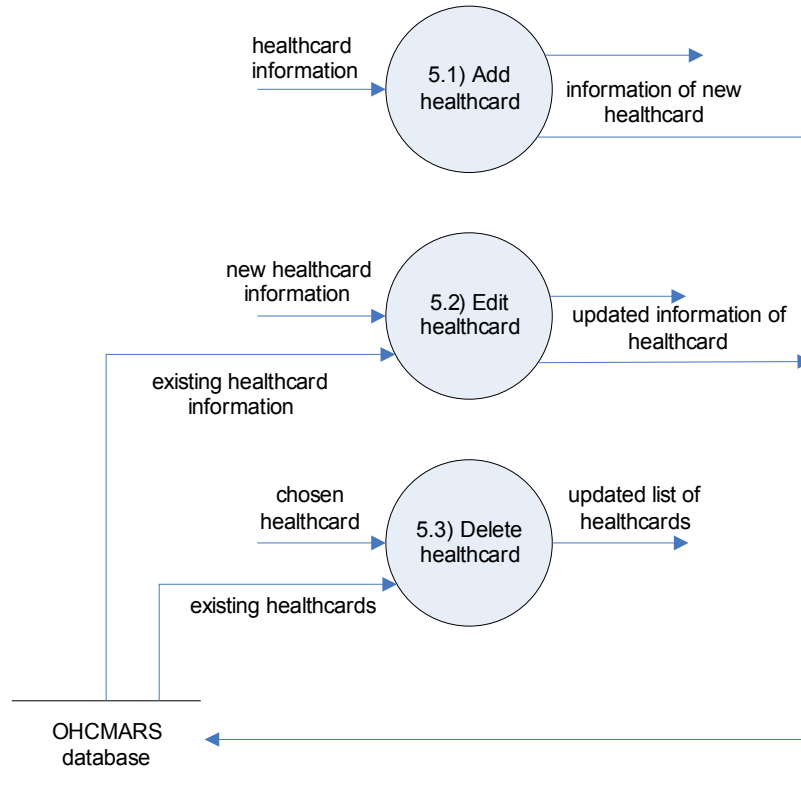 healthcard
information
5.1) Add
healthcard
information of new
healthcard
new healthcard
information
5.2) Edit
healthcard
updated information of
healthcard
existing healthcard
information
chosen
healthcard
5.3) Delete
healthcard
updated list of
healthcards
existing healthcards
OHCMARS
database